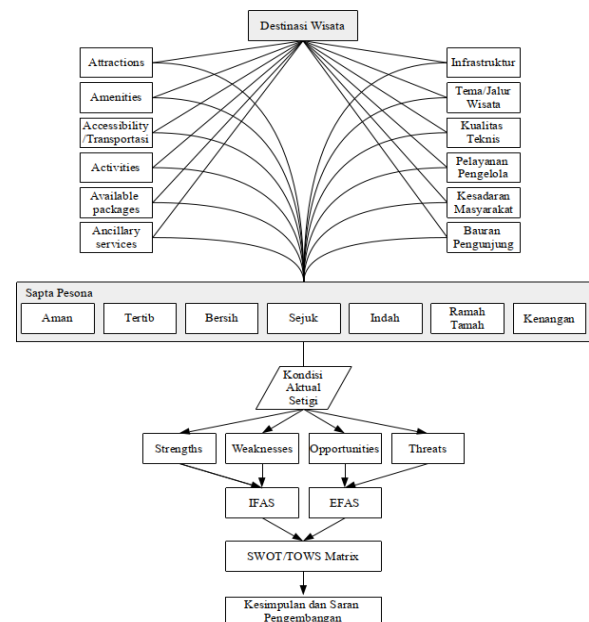 Destinasi Wisata
Attractions
Amenities
Accessibility
/Transportasi
Activities
Available
packages
Ancillary
services
Infrastruktur
Tema/Jalur
Wisata
Kualitas
Teknis
Pelayanan
Pengelola
Kesadaran
Masyarakat
Bauran
Pengunjung
Sapta Pesona
Aman
Tertib
Bersih
Sejuk
Indah
Ramah
Tamah
Kenangan
Kondisi
Aktual
Setigi
Strengths
Weaknesses
Opportunities
Threats
IFAS
EFAS
SWOT/TOWS Matrix
Kesimpulan dan Saran
Pengembangan